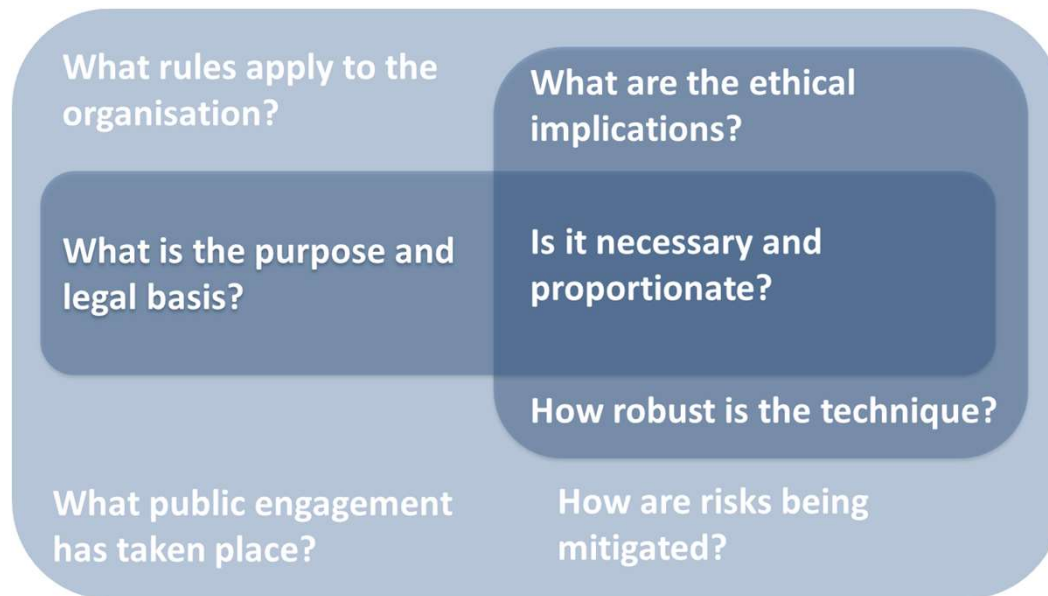 What rules apply to the
organisation?
What are the ethical
implications?
What is the purpose and
legal basis?
Is it necessary and
proportionate?
How robust is the technique?
What public engagement
has taken place?
How are risks being
mitigated?